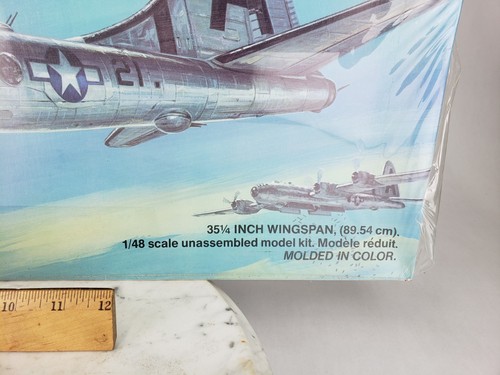 A
21
35¼ INCH WINGSPAN, (89.54 cm).
1/48 scale unassembled model kit. Modèle réduit.
MOLDED IN COLOR.
10 11 12